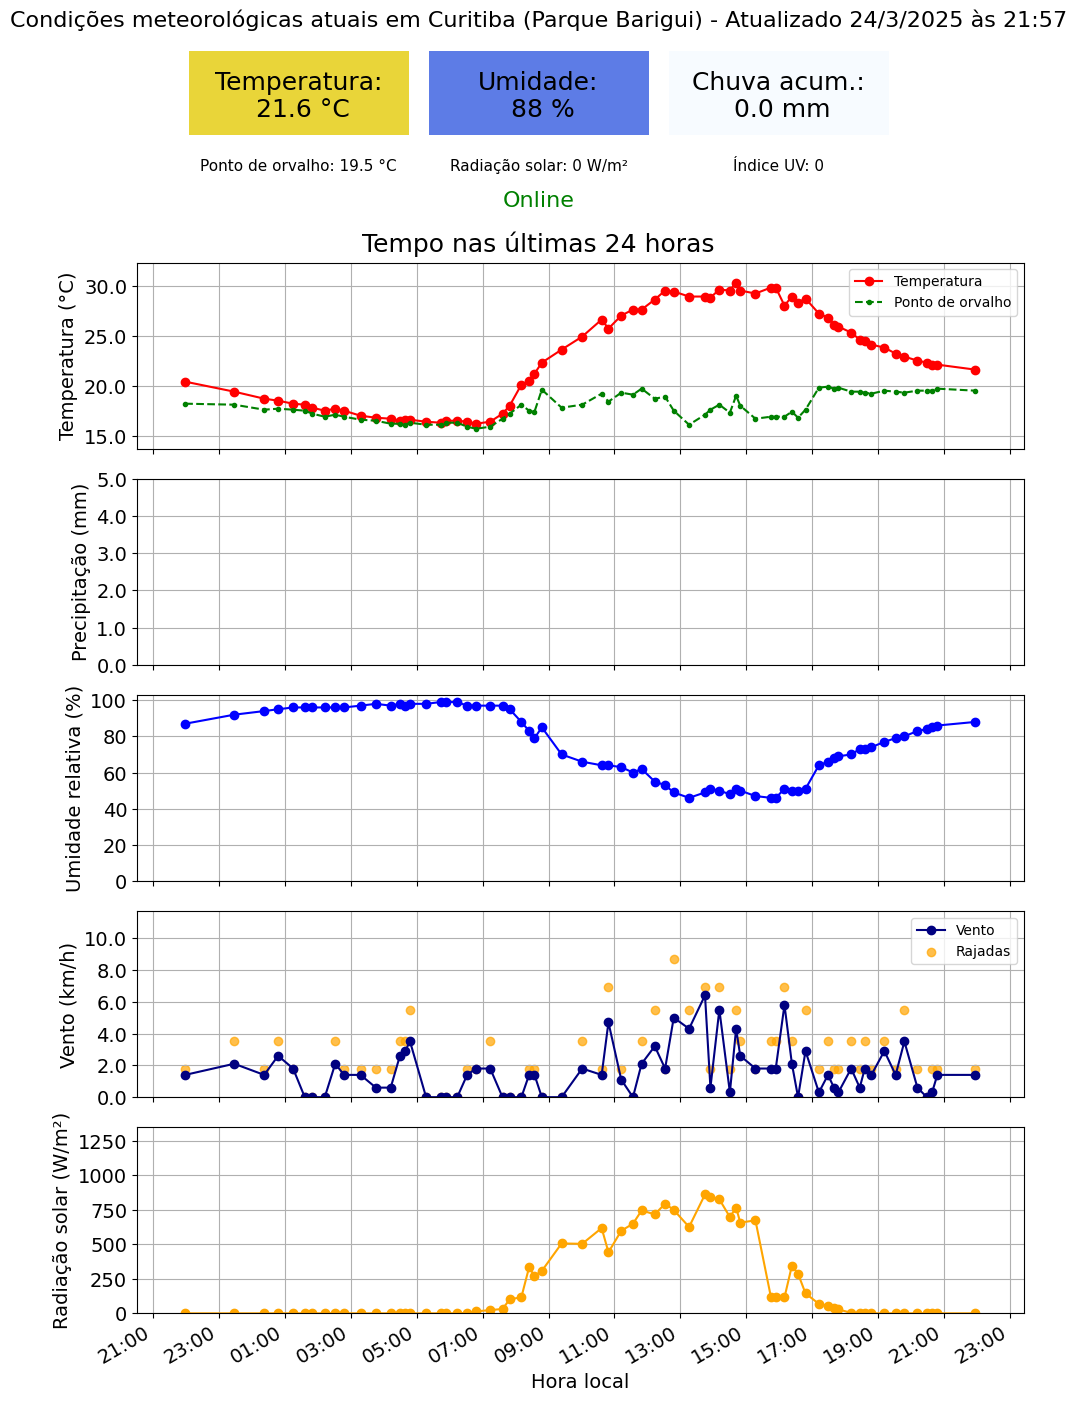 Condições meteorológicas atuais em Curitiba (Parque Barigui) - Atualizado 24/3/2025 às 21:57
Temperatura:
21.6 °C
Umidade:
88 %
Chuva acum.:
0.0 mm
Ponto de orvalho: 19.5 °C
Radiação solar: 0 W/m²
Índice UV: 0
Online
Tempo nas últimas 24 horas
Temperatura (°C)
30.0
25.0
20.0
15.0
Temperatura
Ponto de orvalho
Precipitação (mm)
5.0
4.0
3.0
2.0
1.0
0.0
Umidade relativa (%)
100
80
60
40
20
0
Vento (km/h)
10.0
8.0
6.0
4.0
2.0
0.0
Vento
Rajadas
Radiação solar (W/m²)
1250
1000
750
500
250
0
21:00
23:00
01:00
03:00
05:00
07:00
09:00
11:00
13:00
15:00
17:00
19:00
21:00
23:00
Hora local